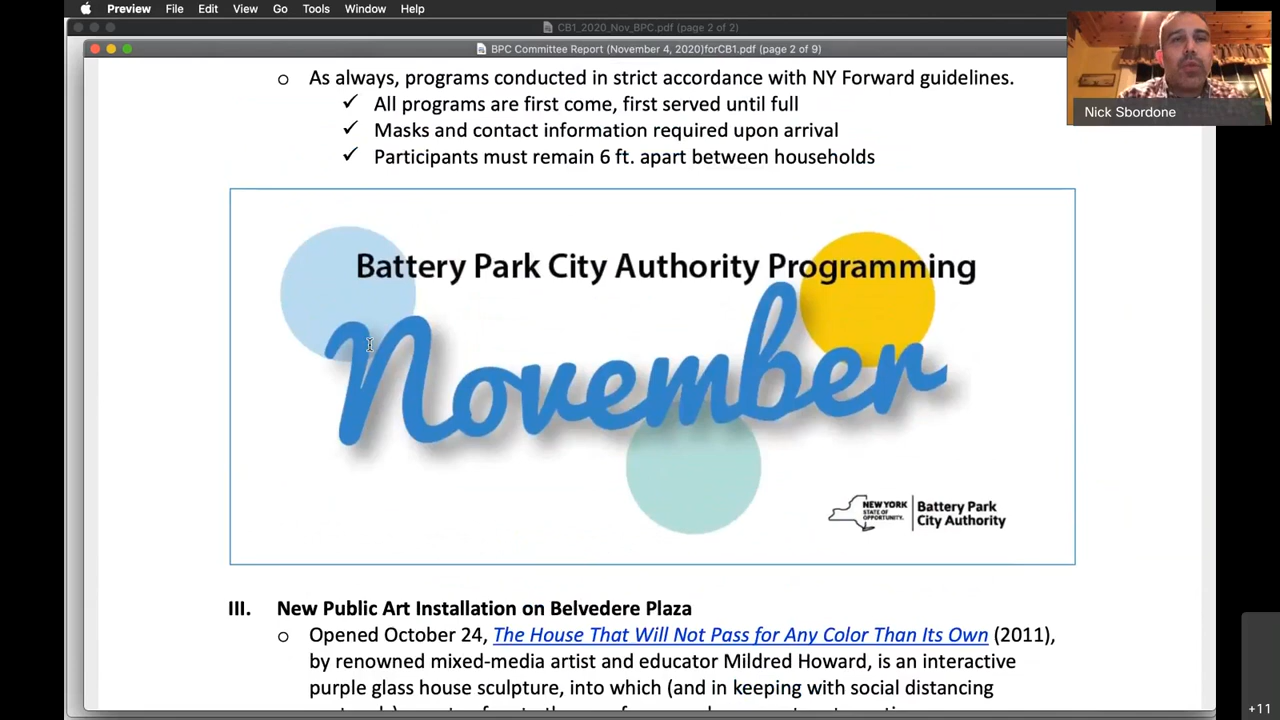 Preview File Edit View Go Tools Window Help
CB1_2020_Nov_BPC.pdf (page 2 of 2)
BPC Committee Report (November 4, 2020)forCB1.pdf (page 2 of 9)
Nick Sbordone
o As always, programs conducted in strict accordance with NY Forward guidelines.
✓ All programs are first come, first served until full
✓ Masks and contact information required upon arrival
✓ Participants must remain 6 ft. apart between households
Battery Park City Authority Programming
November
NEW YORK
STATE OF
OPPORTUNITY.
Battery Park
City Authority
III. New Public Art Installation on Belvedere Plaza
o Opened October 24, The House That Will Not Pass for Any Color Than Its Own (2011),
by renowned mixed-media artist and educator Mildred Howard, is an interactive
purple glass house sculpture, into which (and in keeping with social distancing
+11